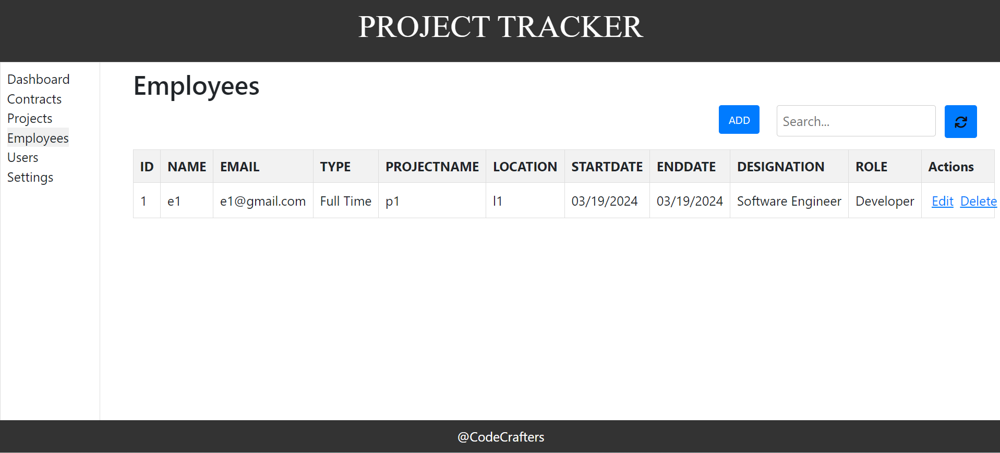 PROJECT TRACKER
Dashboard
Contracts
Projects
Employees
Users
Settings
Employees
ADD Search...
ID NAME EMAIL TYPE PROJECTNAME LOCATION STARTDATE ENDDATE DESIGNATION ROLE Actions
1 e1 e1@gmail.com Full Time p1 l1 03/19/2024 03/19/2024 Software Engineer Developer Edit Delete
@CodeCrafters